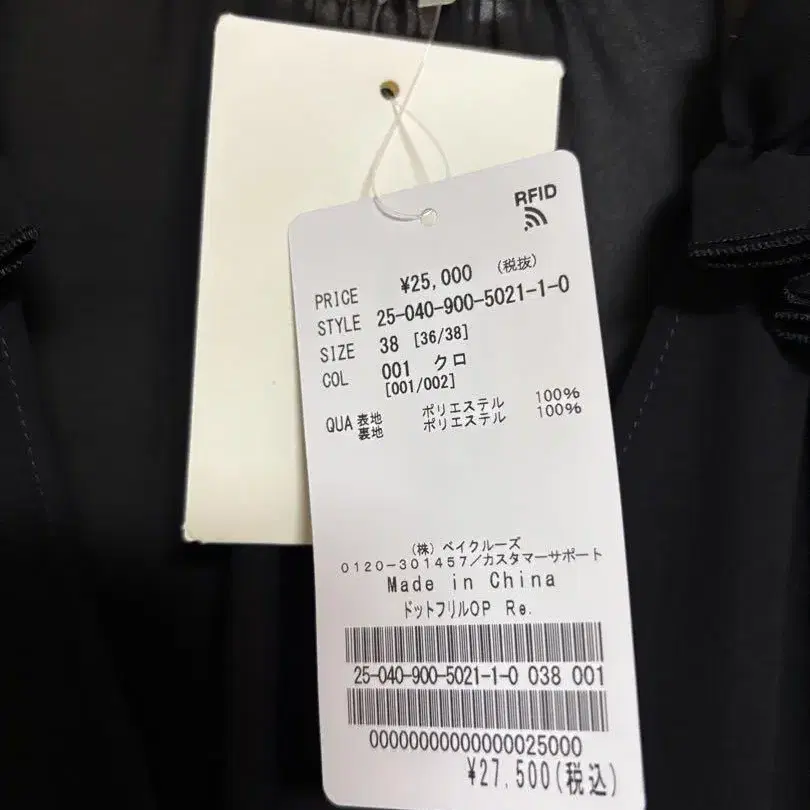 RFID
PRICE ¥25,000 (税抜)
STYLE 25-040-900-5021-1-0
SIZE 38 [36/38]
COL 001 クロ
[001/002]
QUA 表地 ポリエステル 100%
裏地 ポリエステル 100%
(株) ベイクルーズ
0120-301457/カスタマーサポート
Made in China
ドットフリルOP Re.
25-040-900-5021-1-0 038 001
00000000000000025000
¥27,500(税込)